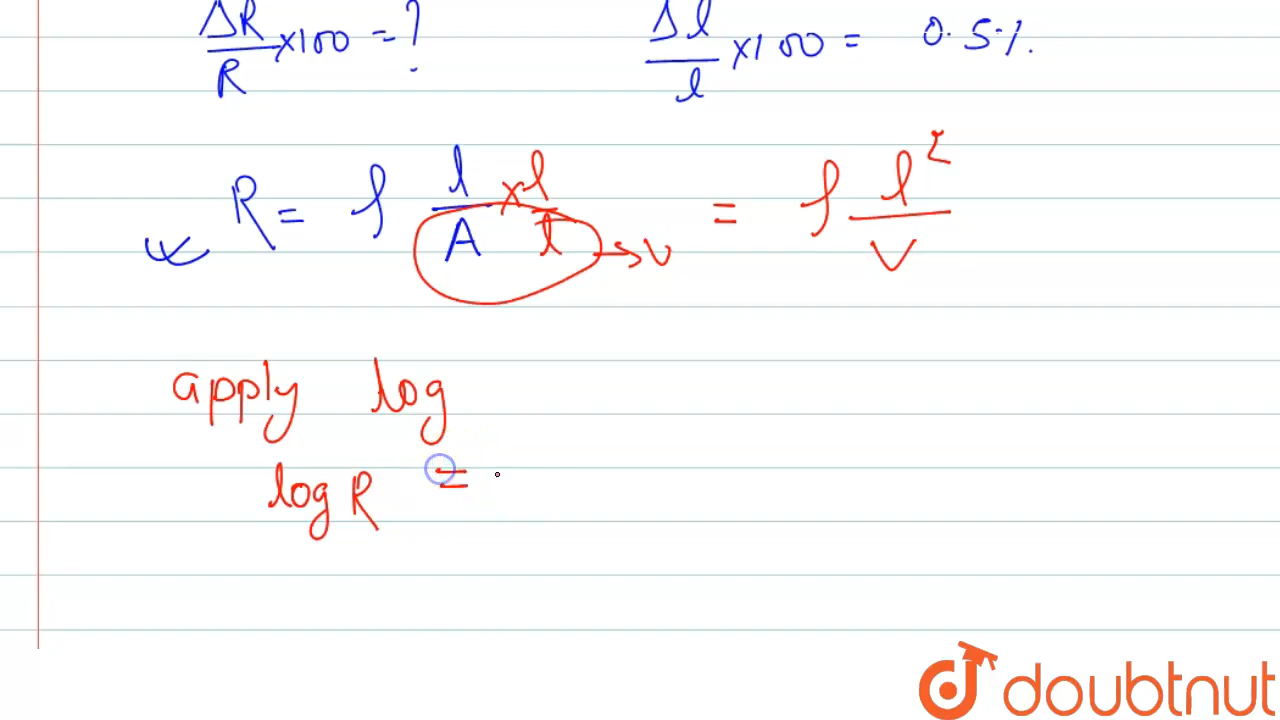 ΔR/R ×100 = ?    Δl/l ×100 = 0.5%.
R = ρ l/A × l/l → V = ρ l²/V
apply log
log R =
doubtnut